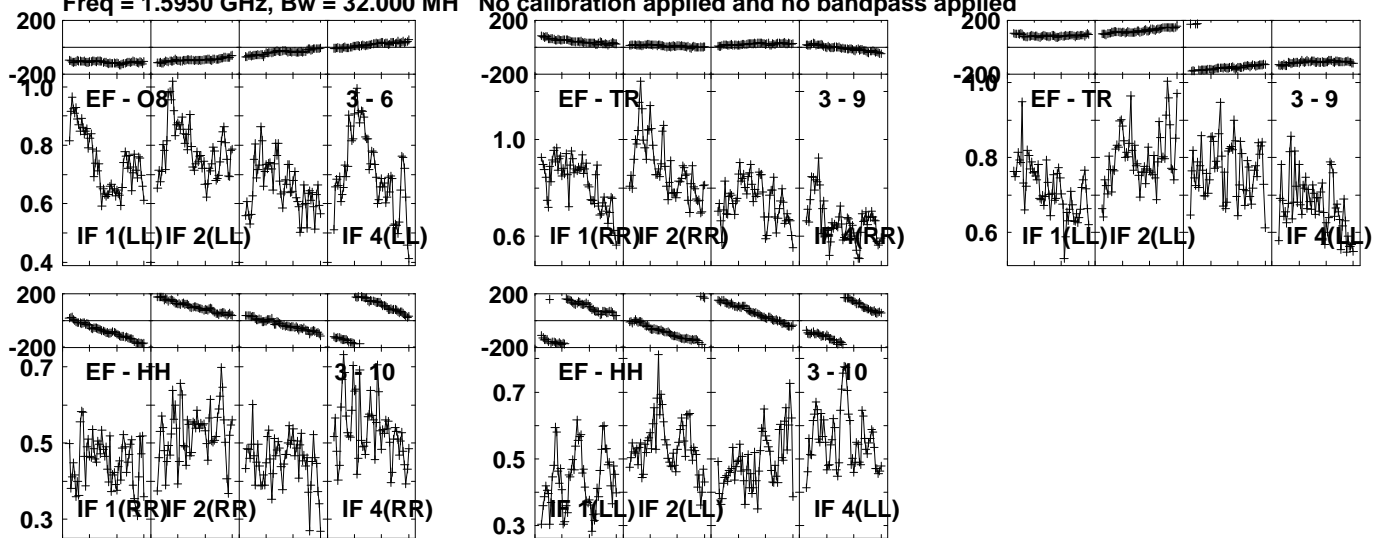 Freq = 1.5950 GHz, Bw = 32.000 MH No calibration applied and no bandpass applied
200
-200
1.0
0.8
0.6
0.4
EF - O8 3 - 6
IF 1(LL) IF 2(LL) IF 4(LL)
200
-200
1.0
0.6
EF - TR 3 - 9
IF 1(RR) IF 2(RR) IF 4(RR)
200
-200
1.0
0.8
0.6
EF - TR 3 - 9
IF 1(LL) IF 2(LL) IF 4(LL)
200
-200
0.7
0.5
0.3
EF - HH 3 - 10
IF 1(RR) IF 2(RR) IF 4(RR)
200
-200
0.7
0.5
0.3
EF - HH 3 - 10
IF 1(LL) IF 2(LL) IF 4(LL)